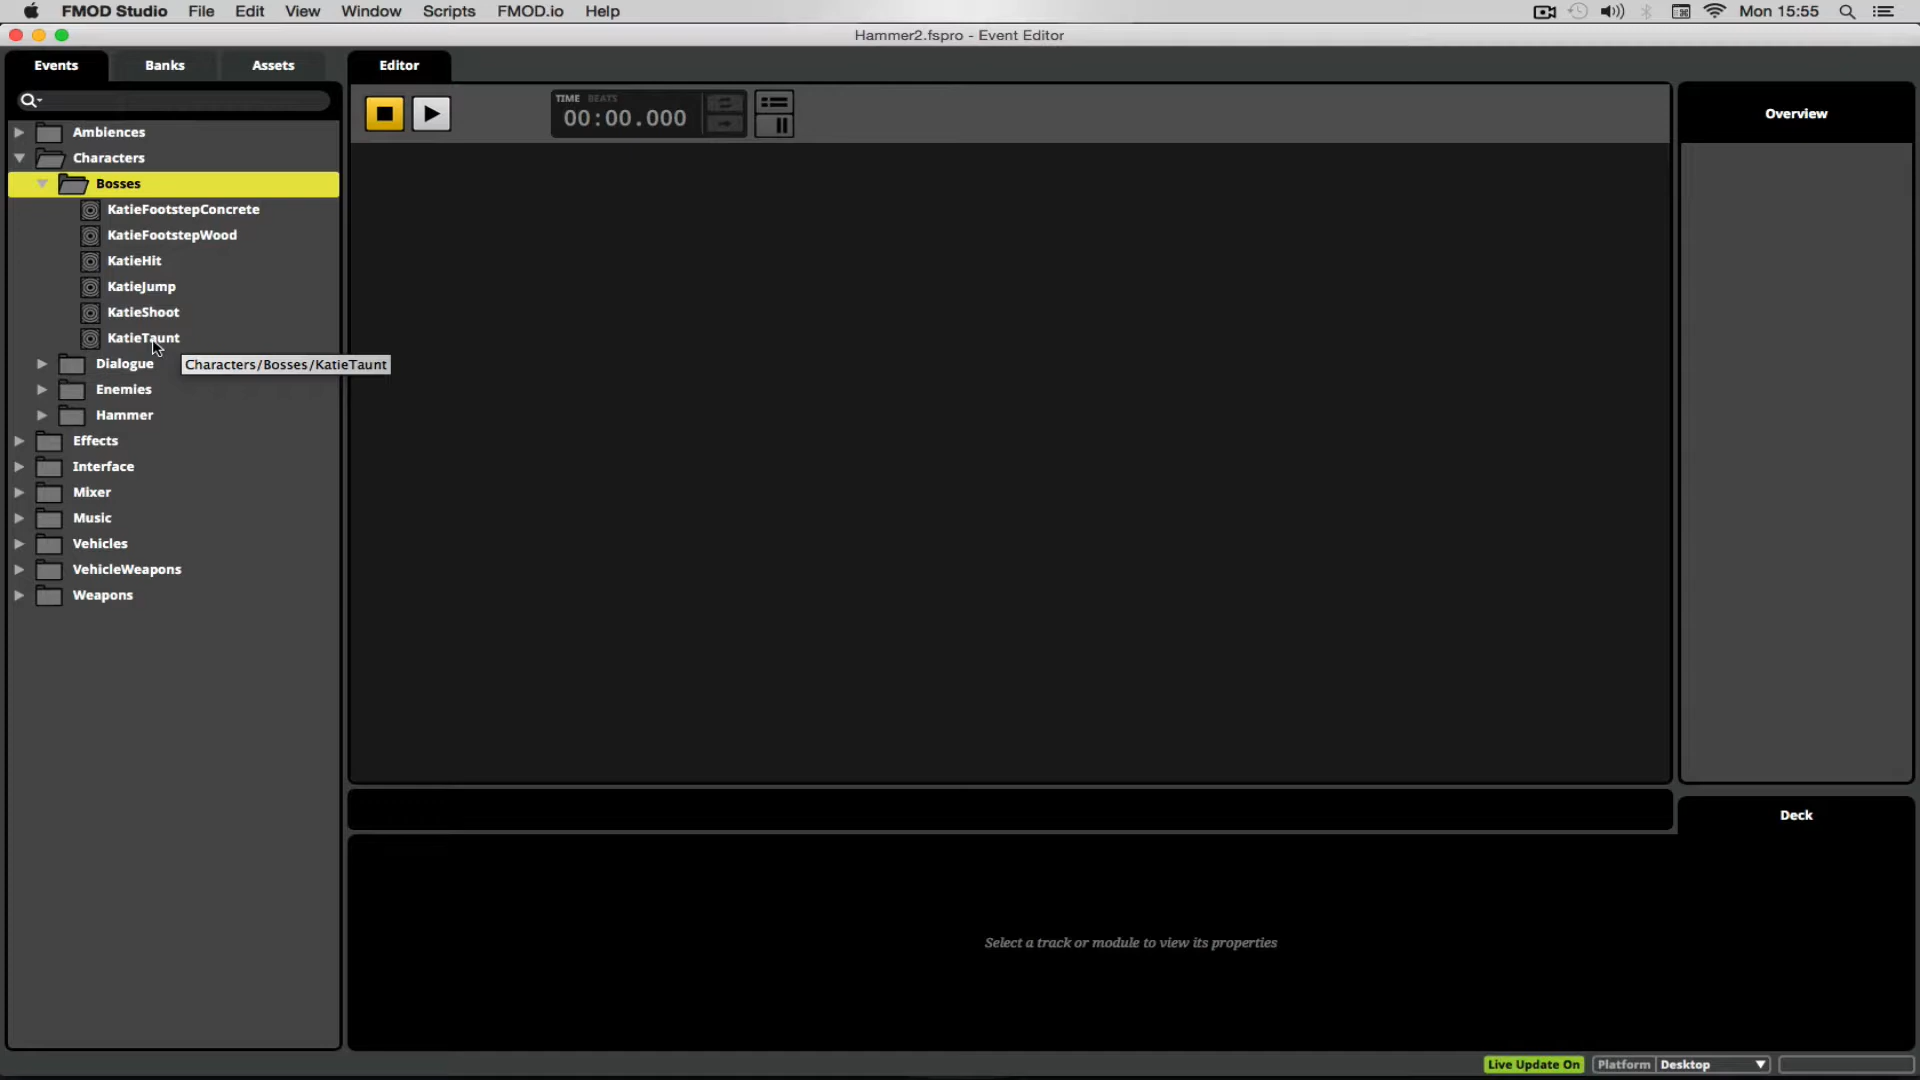 FMOD Studio File Edit View Window Scripts FMOD.io Help Mon 15:55
Hammer2.fspro - Event Editor
Events Banks Assets Editor
TIME BEATS
00:00.000
Overview
Ambiences
Characters
Bosses
KatieFootstepConcrete
KatieFootstepWood
KatieHit
KatieJump
KatieShoot
KatieTaunt
Dialogue
Characters/Bosses/KatieTaunt
Enemies
Hammer
Effects
Interface
Mixer
Music
Vehicles
VehicleWeapons
Weapons
Deck
Select a track or module to view its properties
Live Update On Platform Desktop